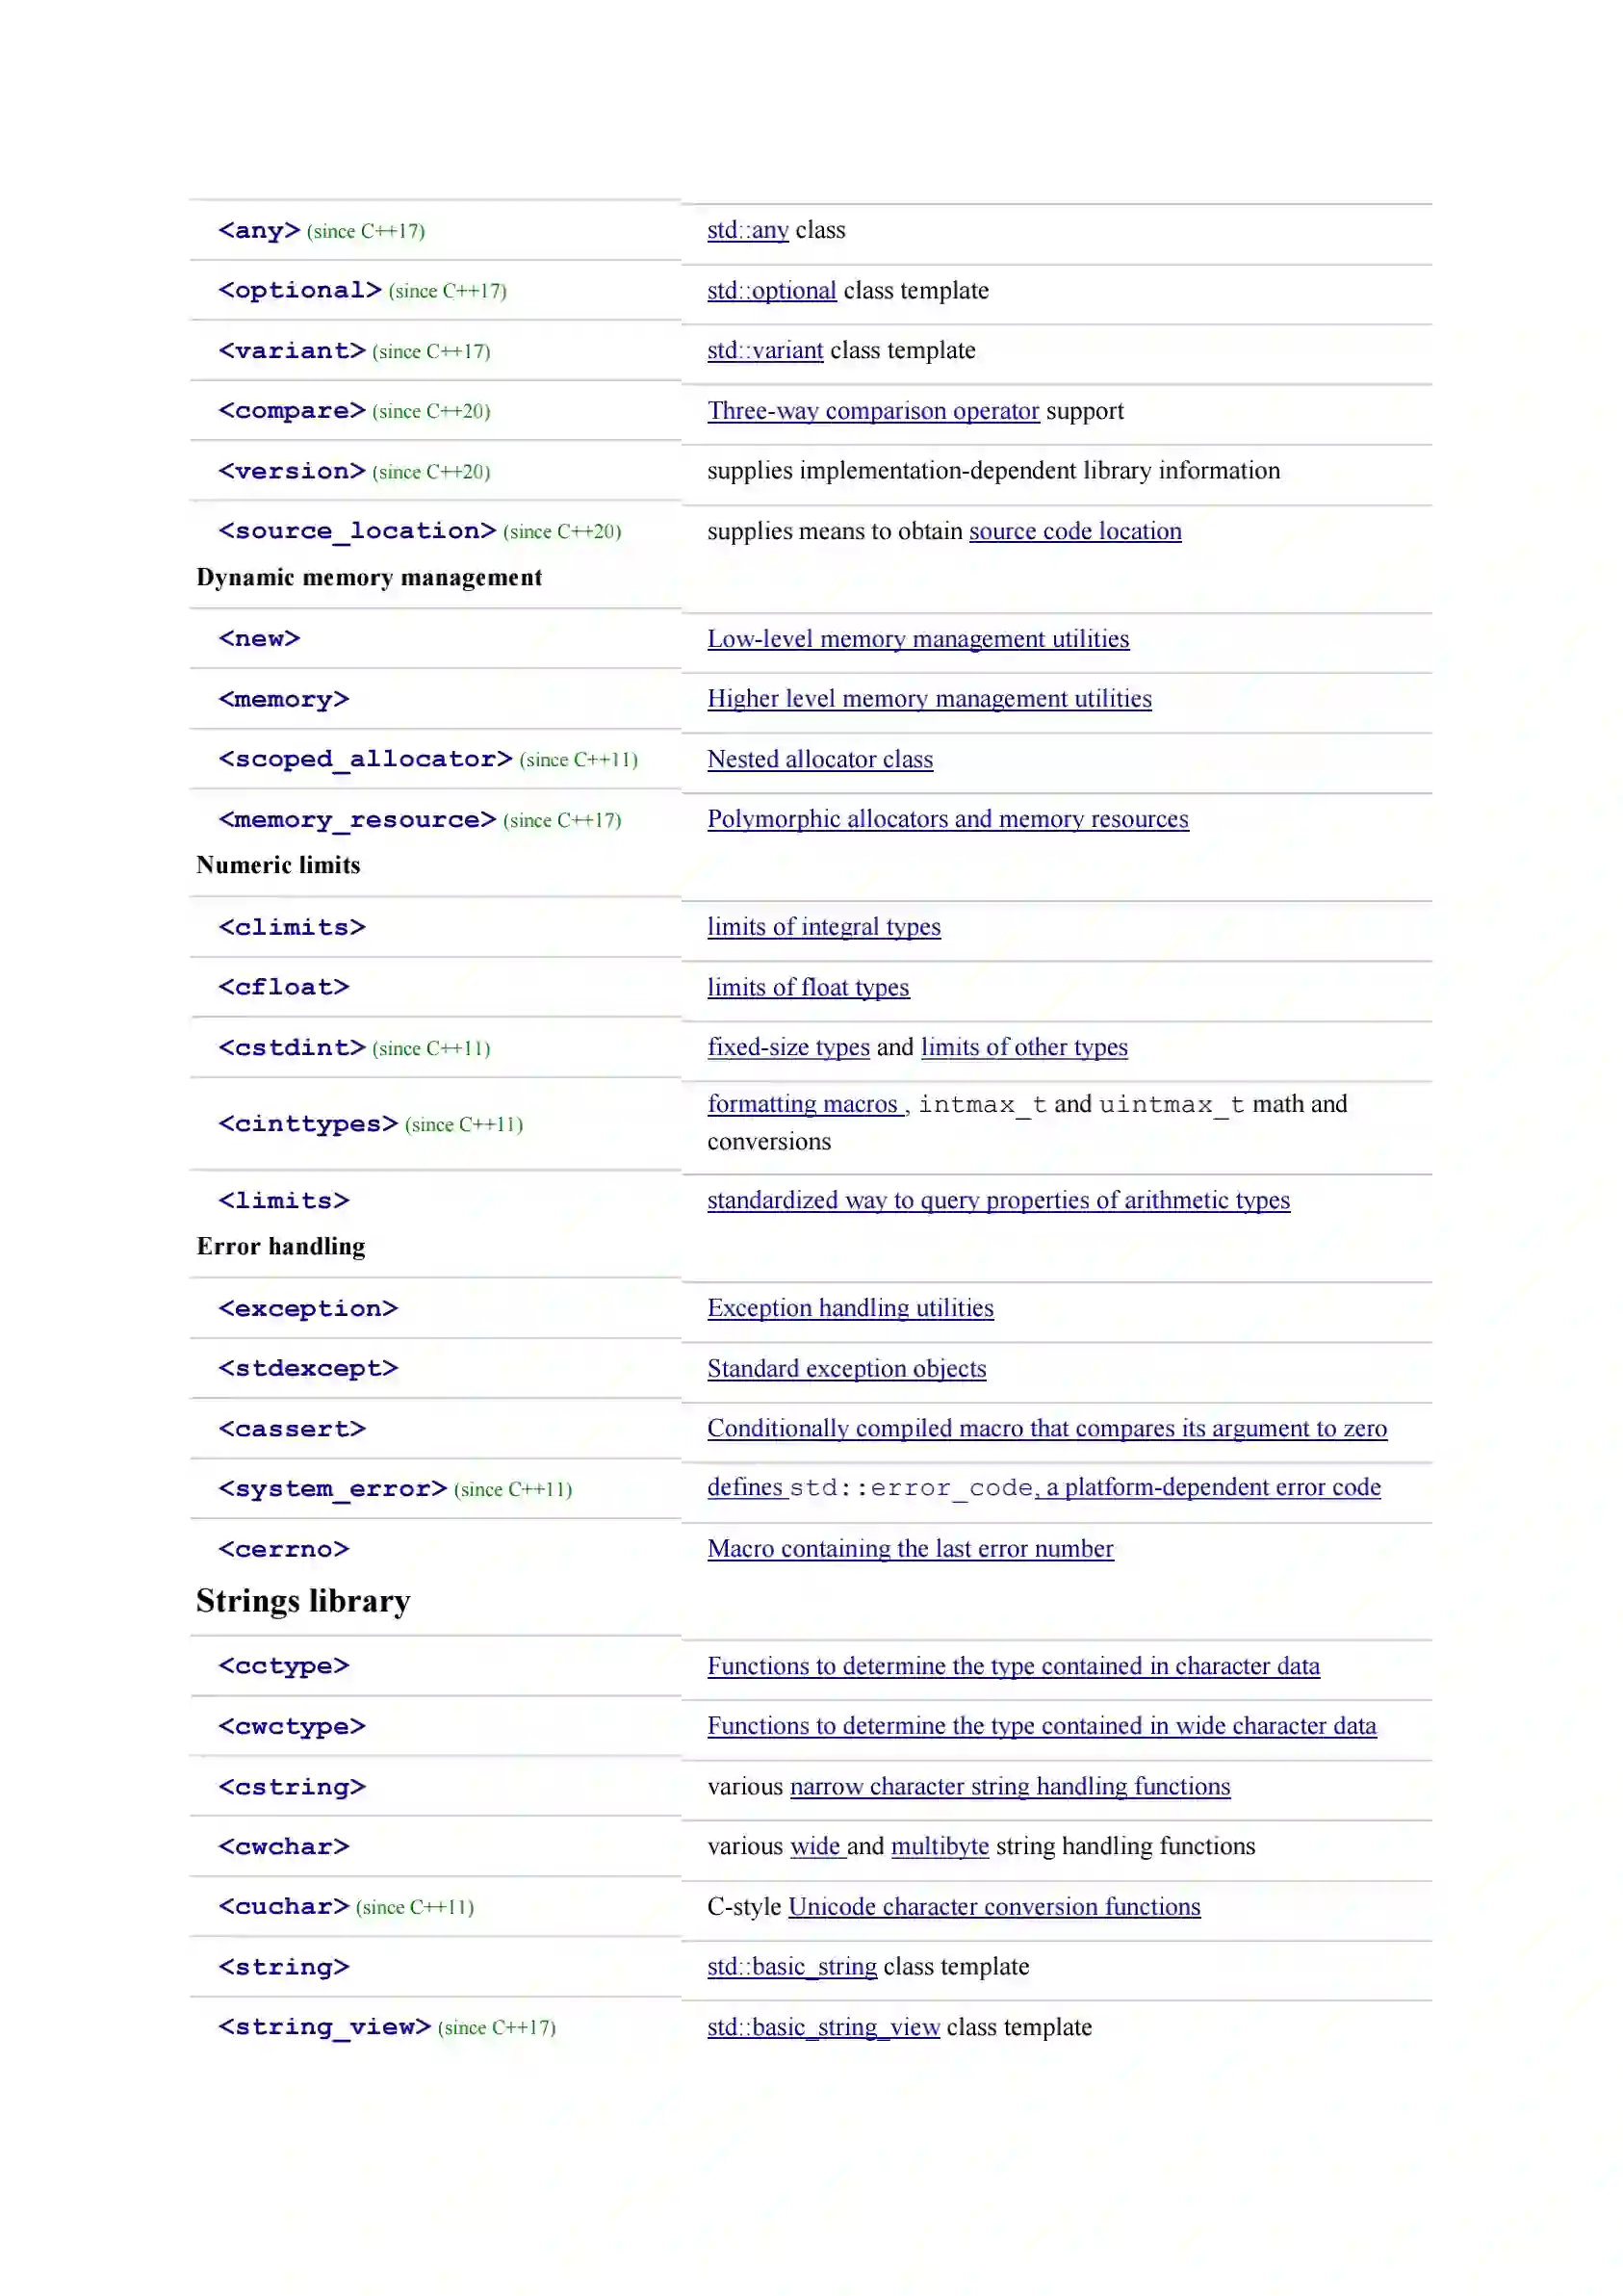 <any> (since C++17) std::any class
<optional> (since C++17) std::optional class template
<variant> (since C++17) std::variant class template
<compare> (since C++20) Three-way comparison operator support
<version> (since C++20) supplies implementation-dependent library information
<source_location> (since C++20) supplies means to obtain source code location
Dynamic memory management
<new> Low-level memory management utilities
<memory> Higher level memory management utilities
<scoped_allocator> (since C++11) Nested allocator class
<memory_resource> (since C++17) Polymorphic allocators and memory resources
Numeric limits
<climits> limits of integral types
<cfloat> limits of float types
<cstdint> (since C++11) fixed-size types and limits of other types
<cinttypes> (since C++11) formatting macros , intmax_t and uintmax_t math and
conversions
<limits> standardized way to query properties of arithmetic types
Error handling
<exception> Exception handling utilities
<stdexcept> Standard exception objects
<cassert> Conditionally compiled macro that compares its argument to zero
<system_error> (since C++11) defines std::error_code, a platform-dependent error code
<cerrno> Macro containing the last error number
Strings library
<cctype> Functions to determine the type contained in character data
<cwctype> Functions to determine the type contained in wide character data
<cstring> various narrow character string handling functions
<cwchar> various wide and multibyte string handling functions
<cuchar> (since C++11) C-style Unicode character conversion functions
<string> std::basic_string class template
<string_view> (since C++17) std::basic_string_view class template